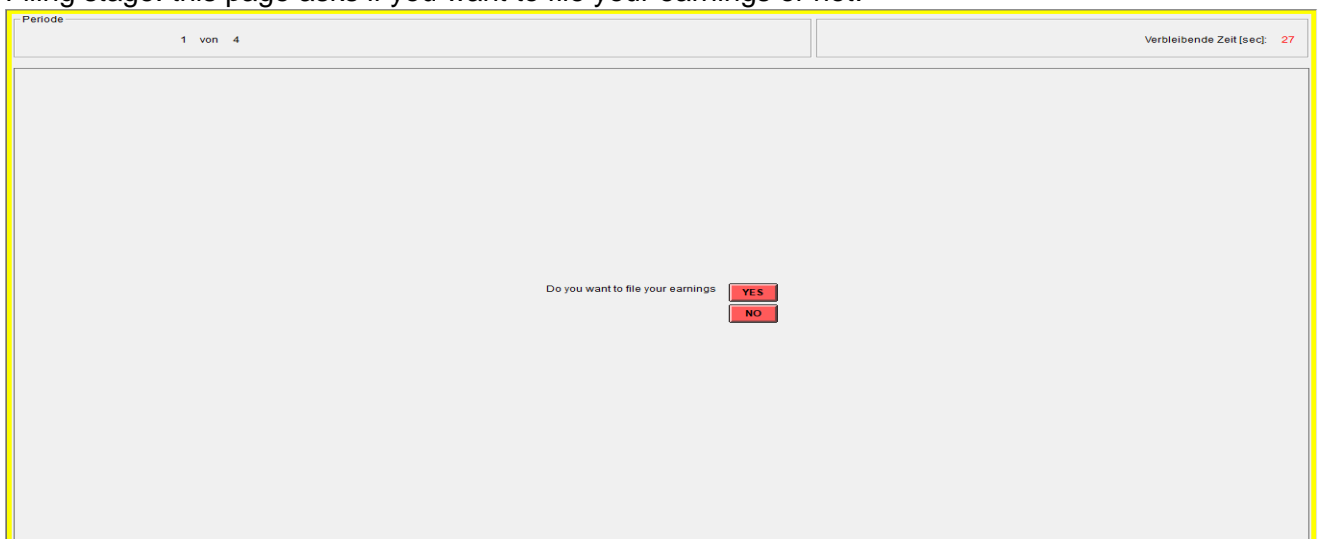 Filing stage: this page asks if you want to file your earnings or not.
Periode
1 von 4
Verbleibende Zeit [sec]: 27
Do you want to file your earnings
YES
NO